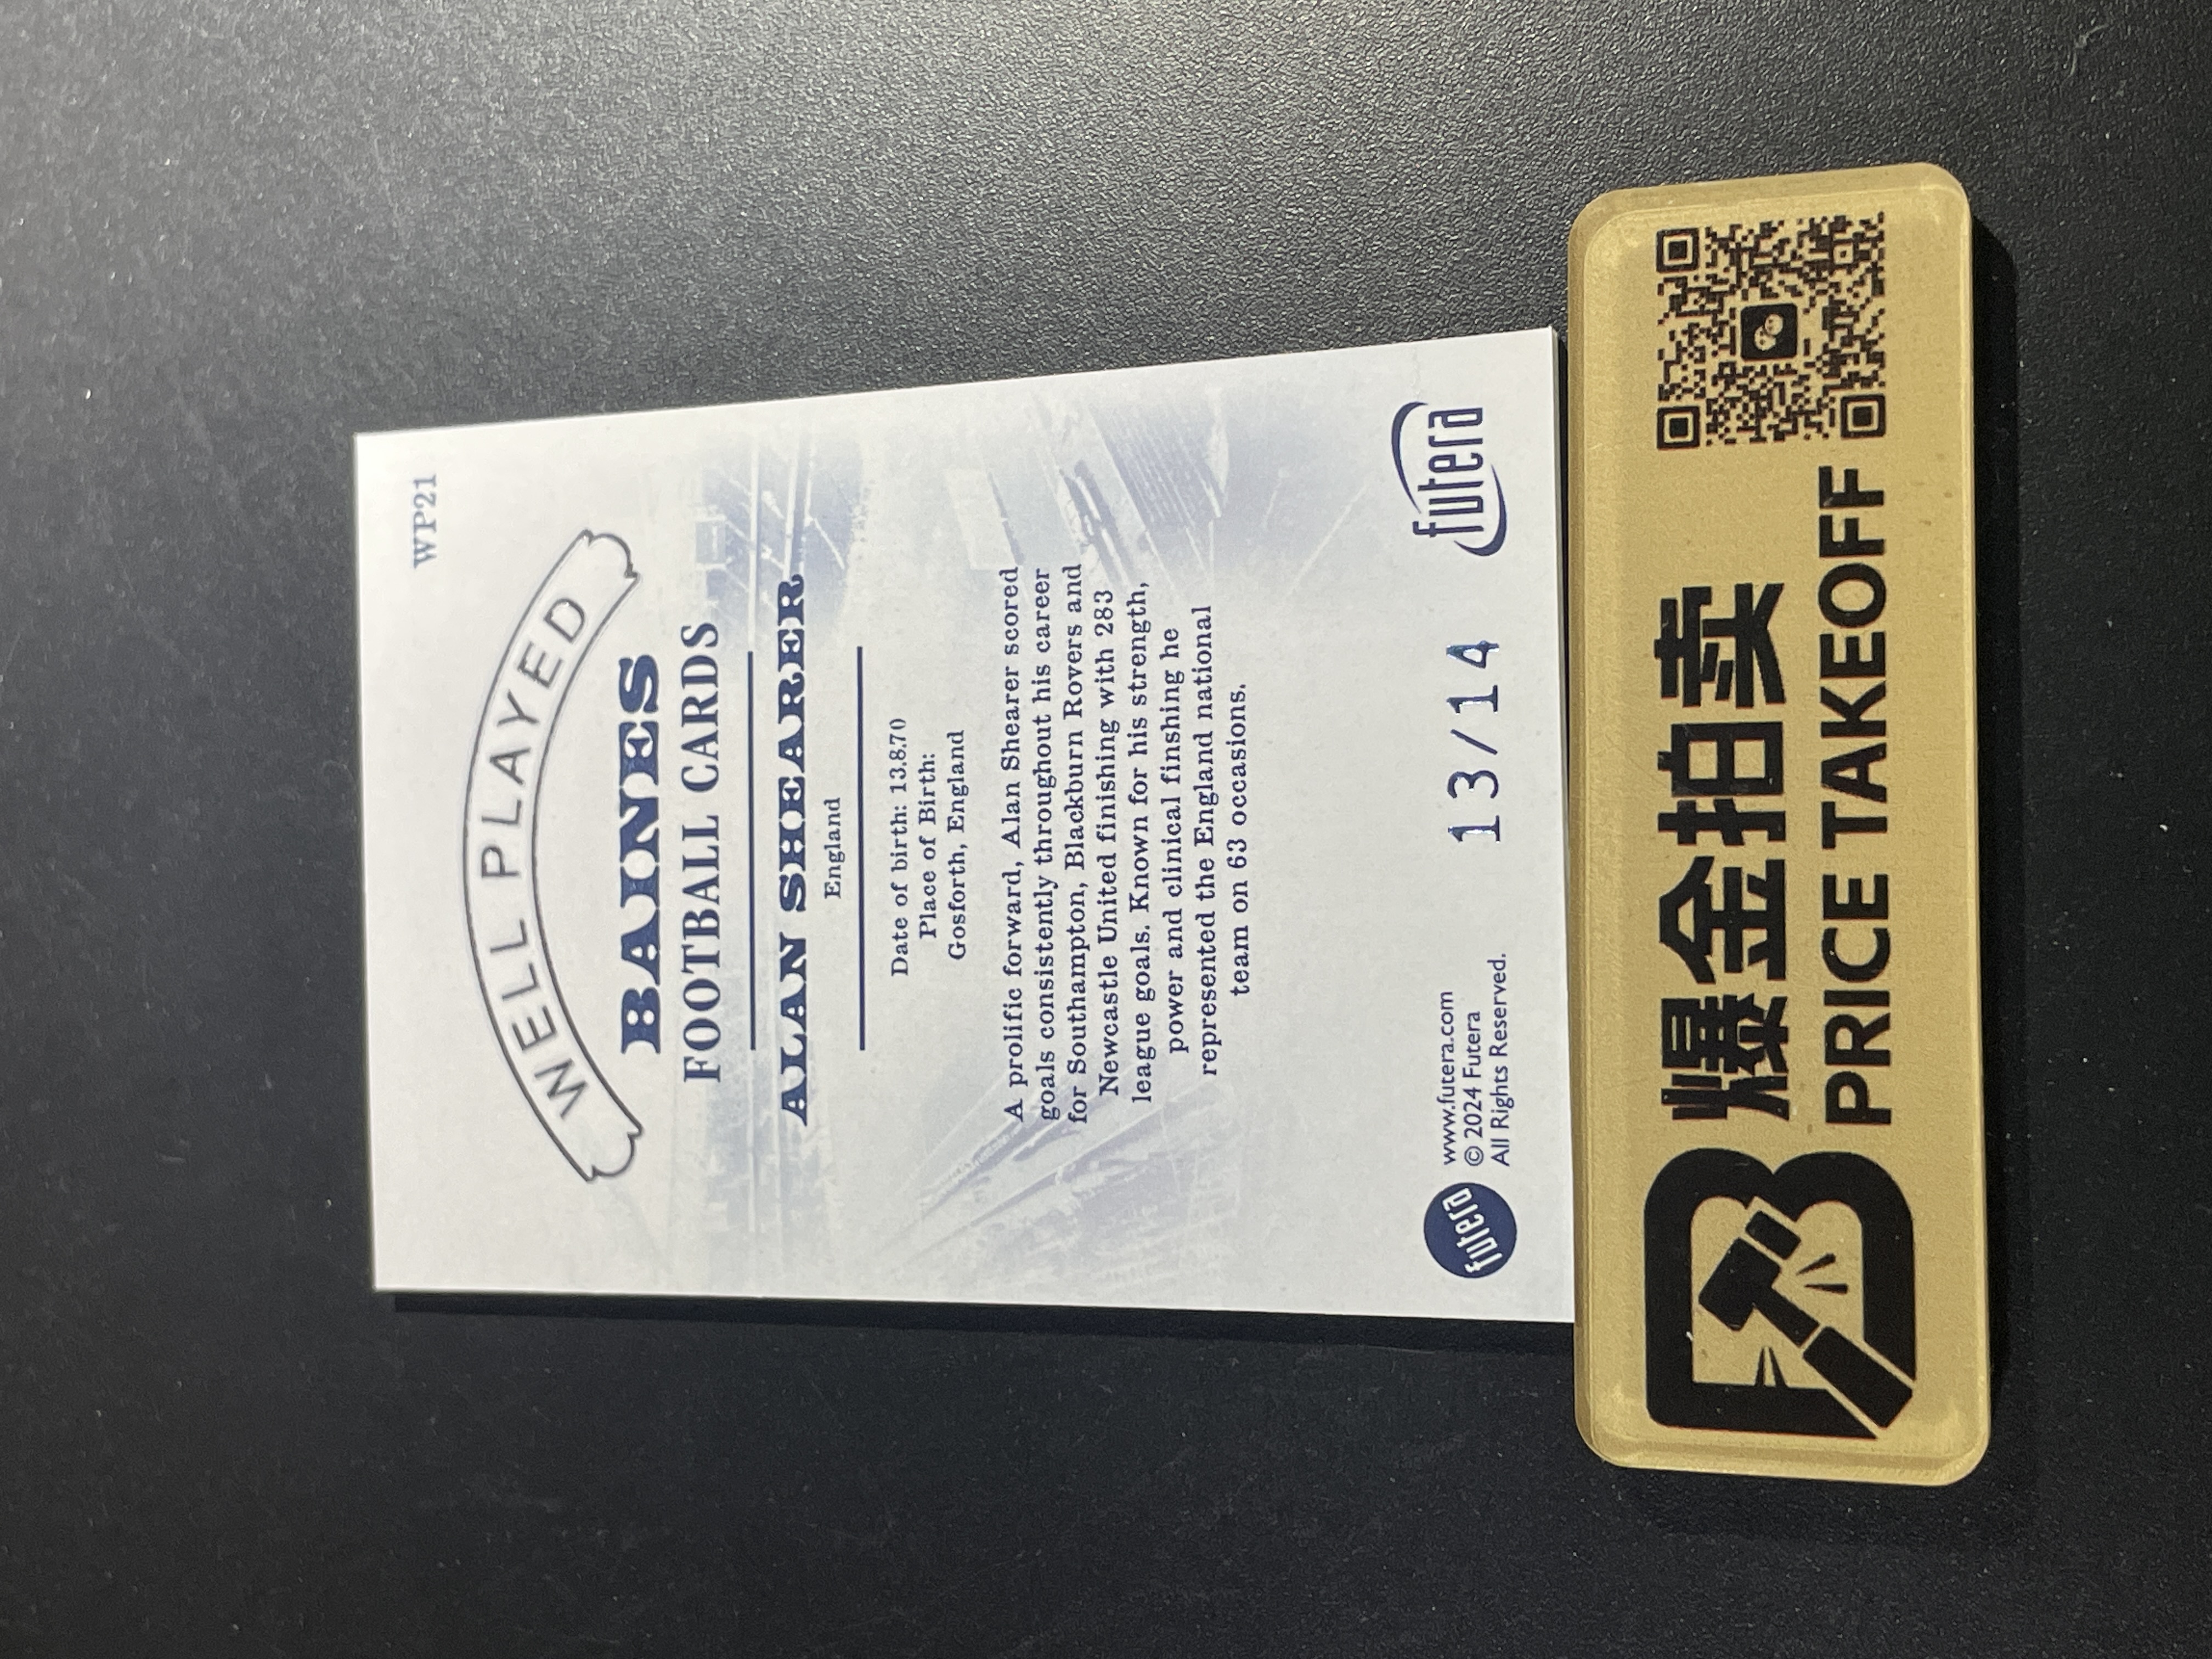 WP21
WELL PLAYED
BAINES
FOOTBALL CARDS
ALAN SHEARER
England
Date of birth: 13.8.70
Place of Birth:
Gosforth, England
A prolific forward, Alan Shearer scored
goals consistently throughout his career
for Southampton, Blackburn Rovers and
Newcastle United finishing with 283
league goals. Known for his strength,
power and clinical finshing he
represented the England national
team on 63 occasions.
futera
www.futera.com
© 2024 Futera
All Rights Reserved.
13/14
futera
B
爆金拍卖
PRICE TAKEOFF